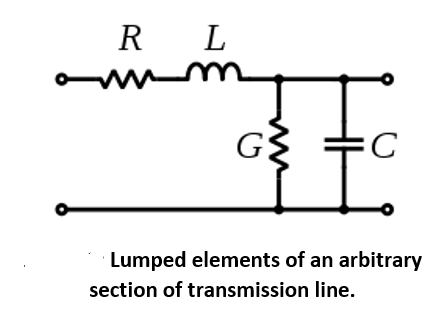 R L
G C
Lumped elements of an arbitrary
section of transmission line.